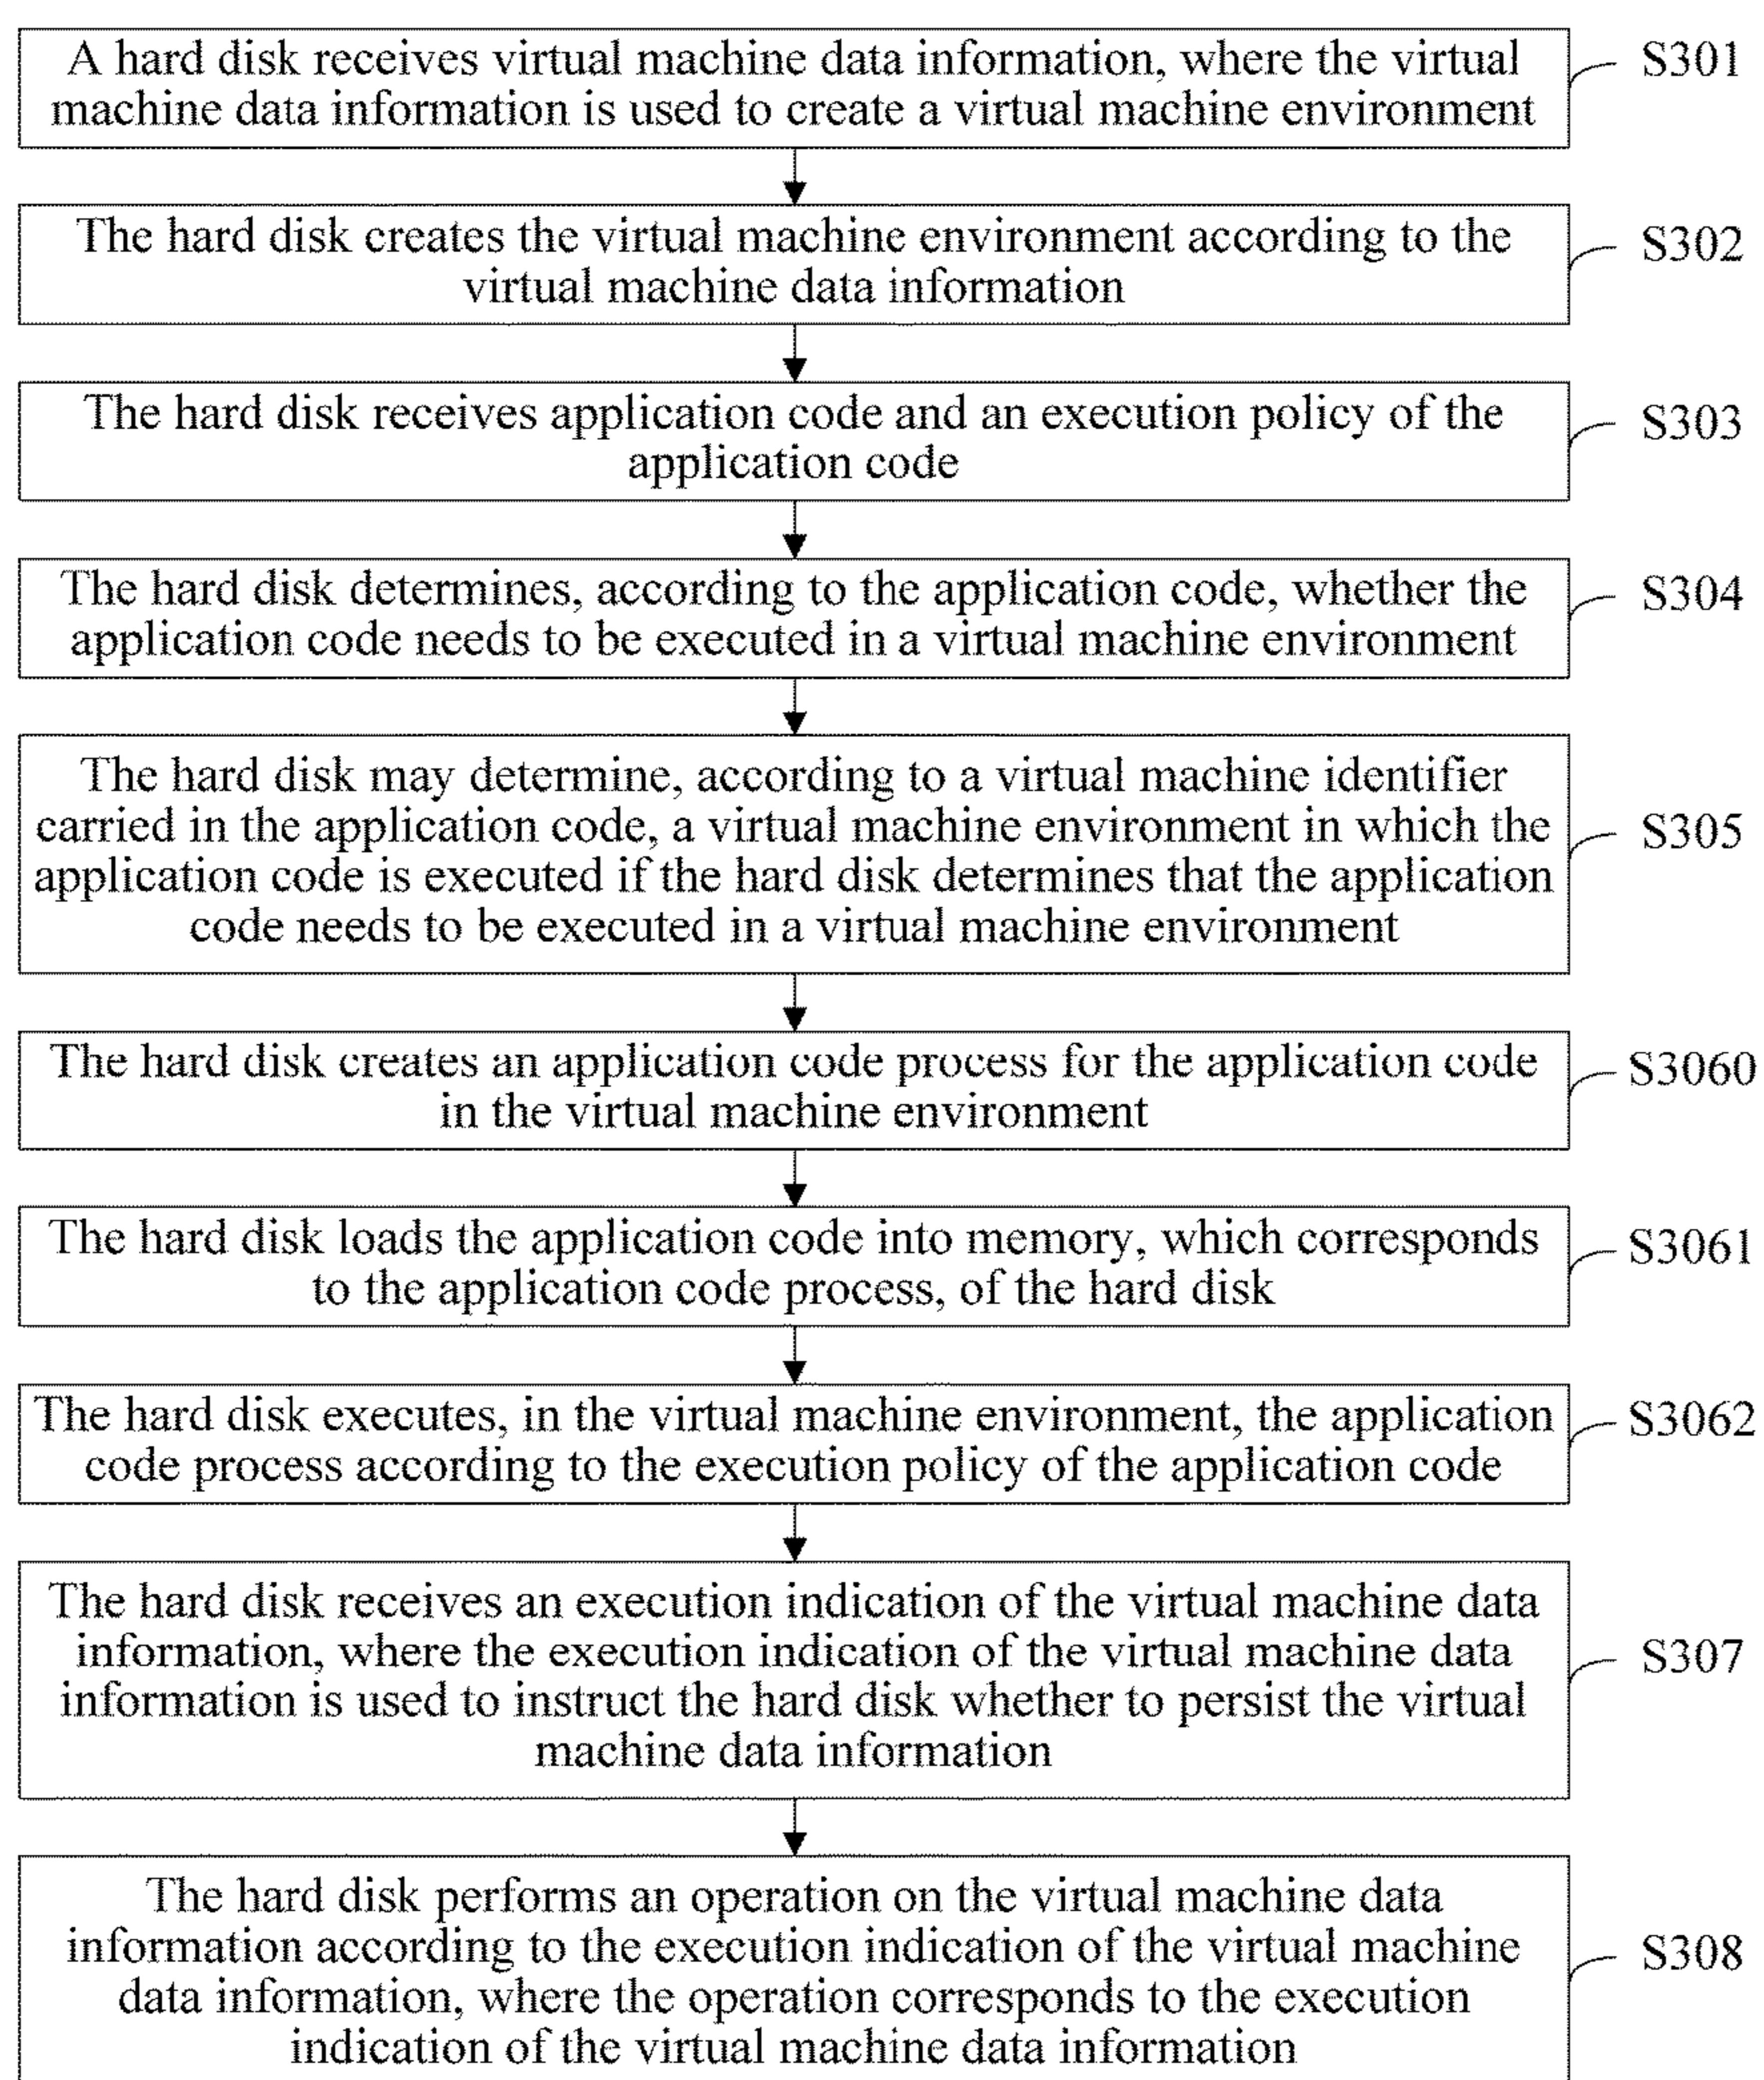 A hard disk receives virtual machine data information, where the virtual
machine data information is used to create a virtual machine environment
S301
The hard disk creates the virtual machine environment according to the
virtual machine data information
S302
The hard disk receives application code and an execution policy of the
application code
S303
The hard disk determines, according to the application code, whether the
application code needs to be executed in a virtual machine environment
S304
The hard disk may determine, according to a virtual machine identifier
carried in the application code, a virtual machine environment in which the
application code is executed if the hard disk determines that the application
code needs to be executed in a virtual machine environment
S305
The hard disk creates an application code process for the application code
in the virtual machine environment
S3060
The hard disk loads the application code into memory, which corresponds
to the application code process, of the hard disk
S3061
The hard disk executes, in the virtual machine environment, the application
code process according to the execution policy of the application code
S3062
The hard disk receives an execution indication of the virtual machine data
information, where the execution indication of the virtual machine data
information is used to instruct the hard disk whether to persist the virtual
machine data information
S307
The hard disk performs an operation on the virtual machine data
information according to the execution indication of the virtual machine
data information, where the operation corresponds to the execution
indication of the virtual machine data information
S308